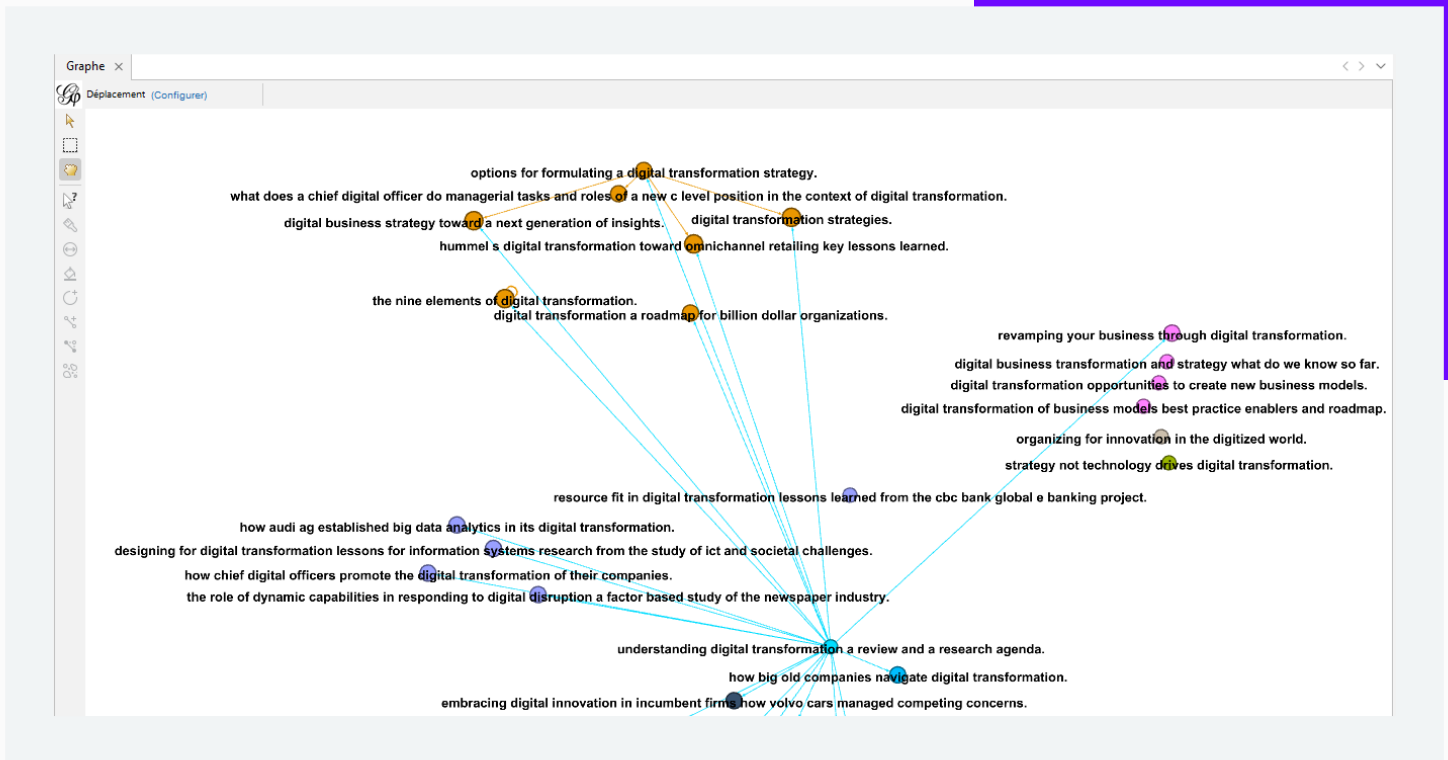 Graphe
Déplacement (Configurer)
options for formulating a digital transformation strategy.
what does a chief digital officer do managerial tasks and roles of a new c level position in the context of digital transformation.
digital business strategy toward a next generation of insights.
digital transformation strategies.
hummel s digital transformation toward omnichannel retailing key lessons learned.
the nine elements of digital transformation.
digital transformation a roadmap for billion dollar organizations.
revamping your business through digital transformation.
digital business transformation and strategy what do we know so far.
digital transformation opportunities to create new business models.
digital transformation of business models best practice enablers and roadmap.
organizing for innovation in the digitized world.
strategy not technology drives digital transformation.
resource fit in digital transformation lessons learned from the cbc bank global e banking project.
how audi ag established big data analytics in its digital transformation.
designing for digital transformation lessons for information systems research from the study of ict and societal challenges.
how chief digital officers promote the digital transformation of their companies.
the role of dynamic capabilities in responding to digital disruption a factor based study of the newspaper industry.
understanding digital transformation a review and a research agenda.
how big old companies navigate digital transformation.
embracing digital innovation in incumbent firms how volvo cars managed competing concerns.